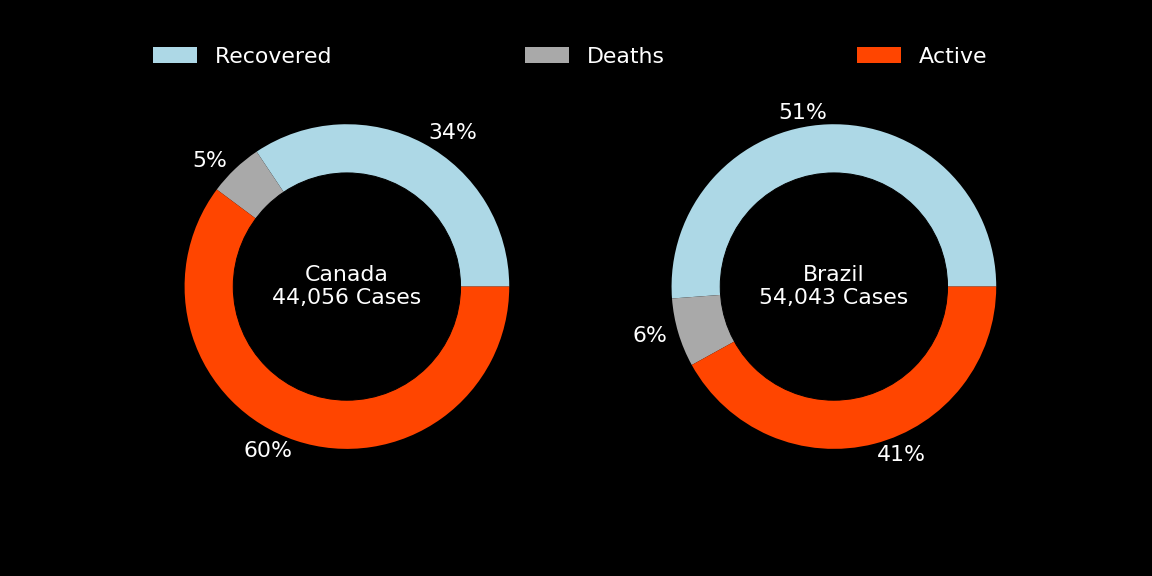 Recovered
Deaths
Active
34%
5%
60%
Canada
44,056 Cases
51%
6%
41%
Brazil
54,043 Cases